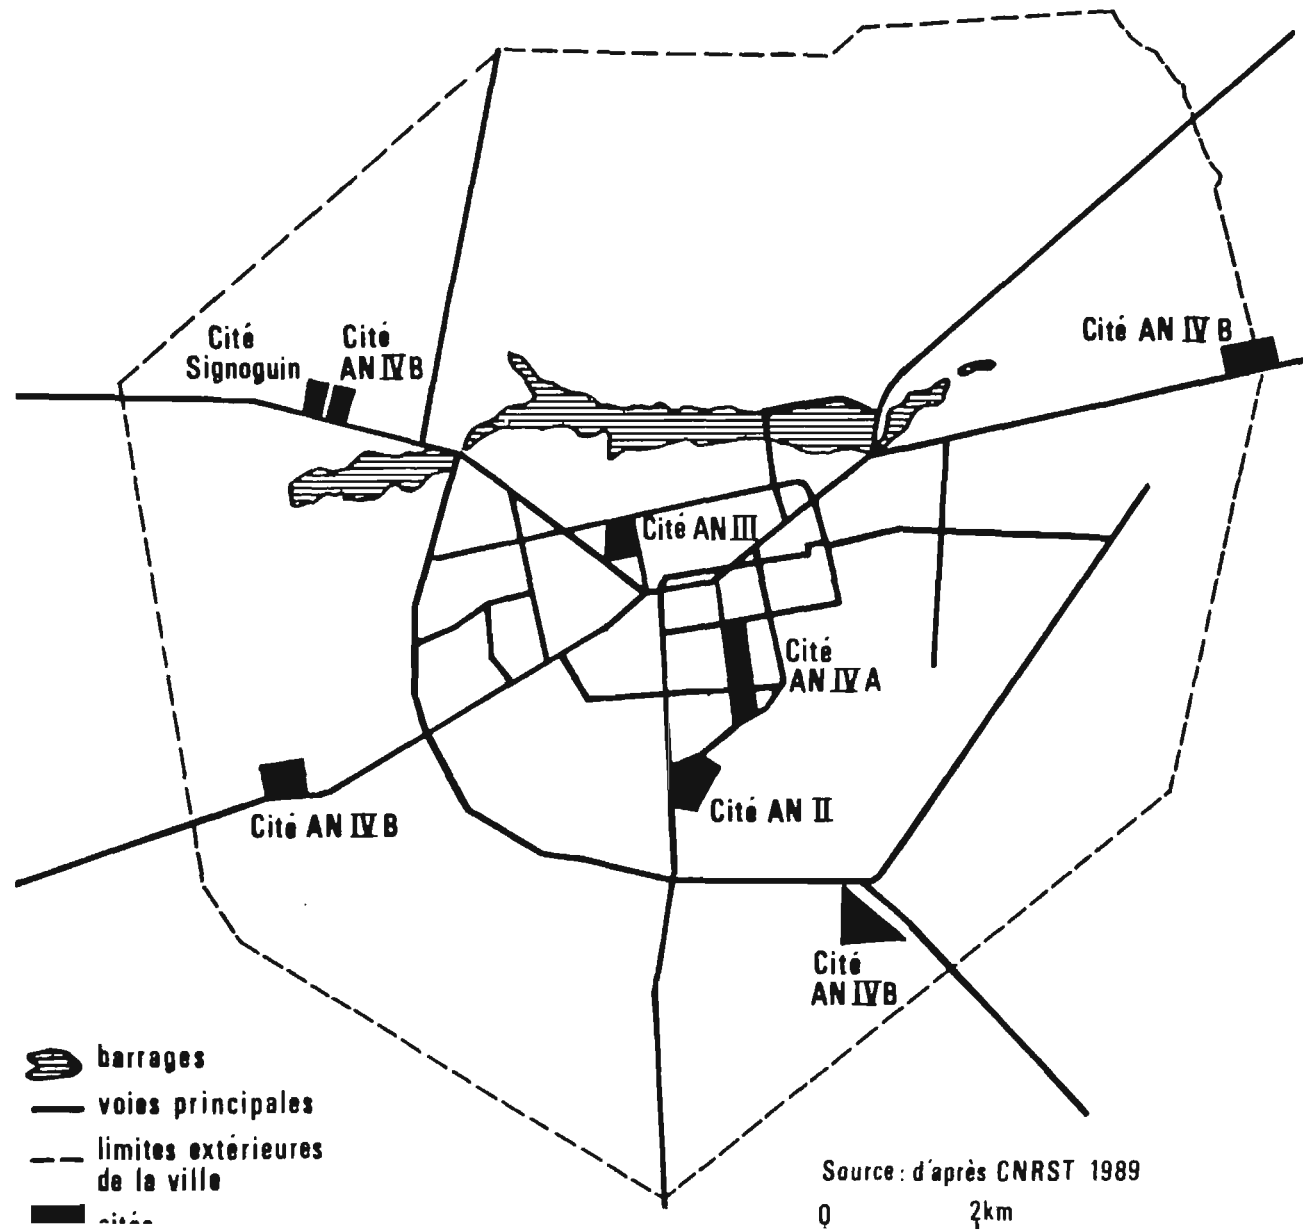 Cité
Signoguin
Cité
AN IV B
Cité AN IV B
Cité AN III
Cité
AN IV A
Cité AN II
Cité AN IV B
Cité
AN IV B
barrages
voies principales
limites extérieures
de la ville
cités
Source : d'après CNRST 1989
0 2km